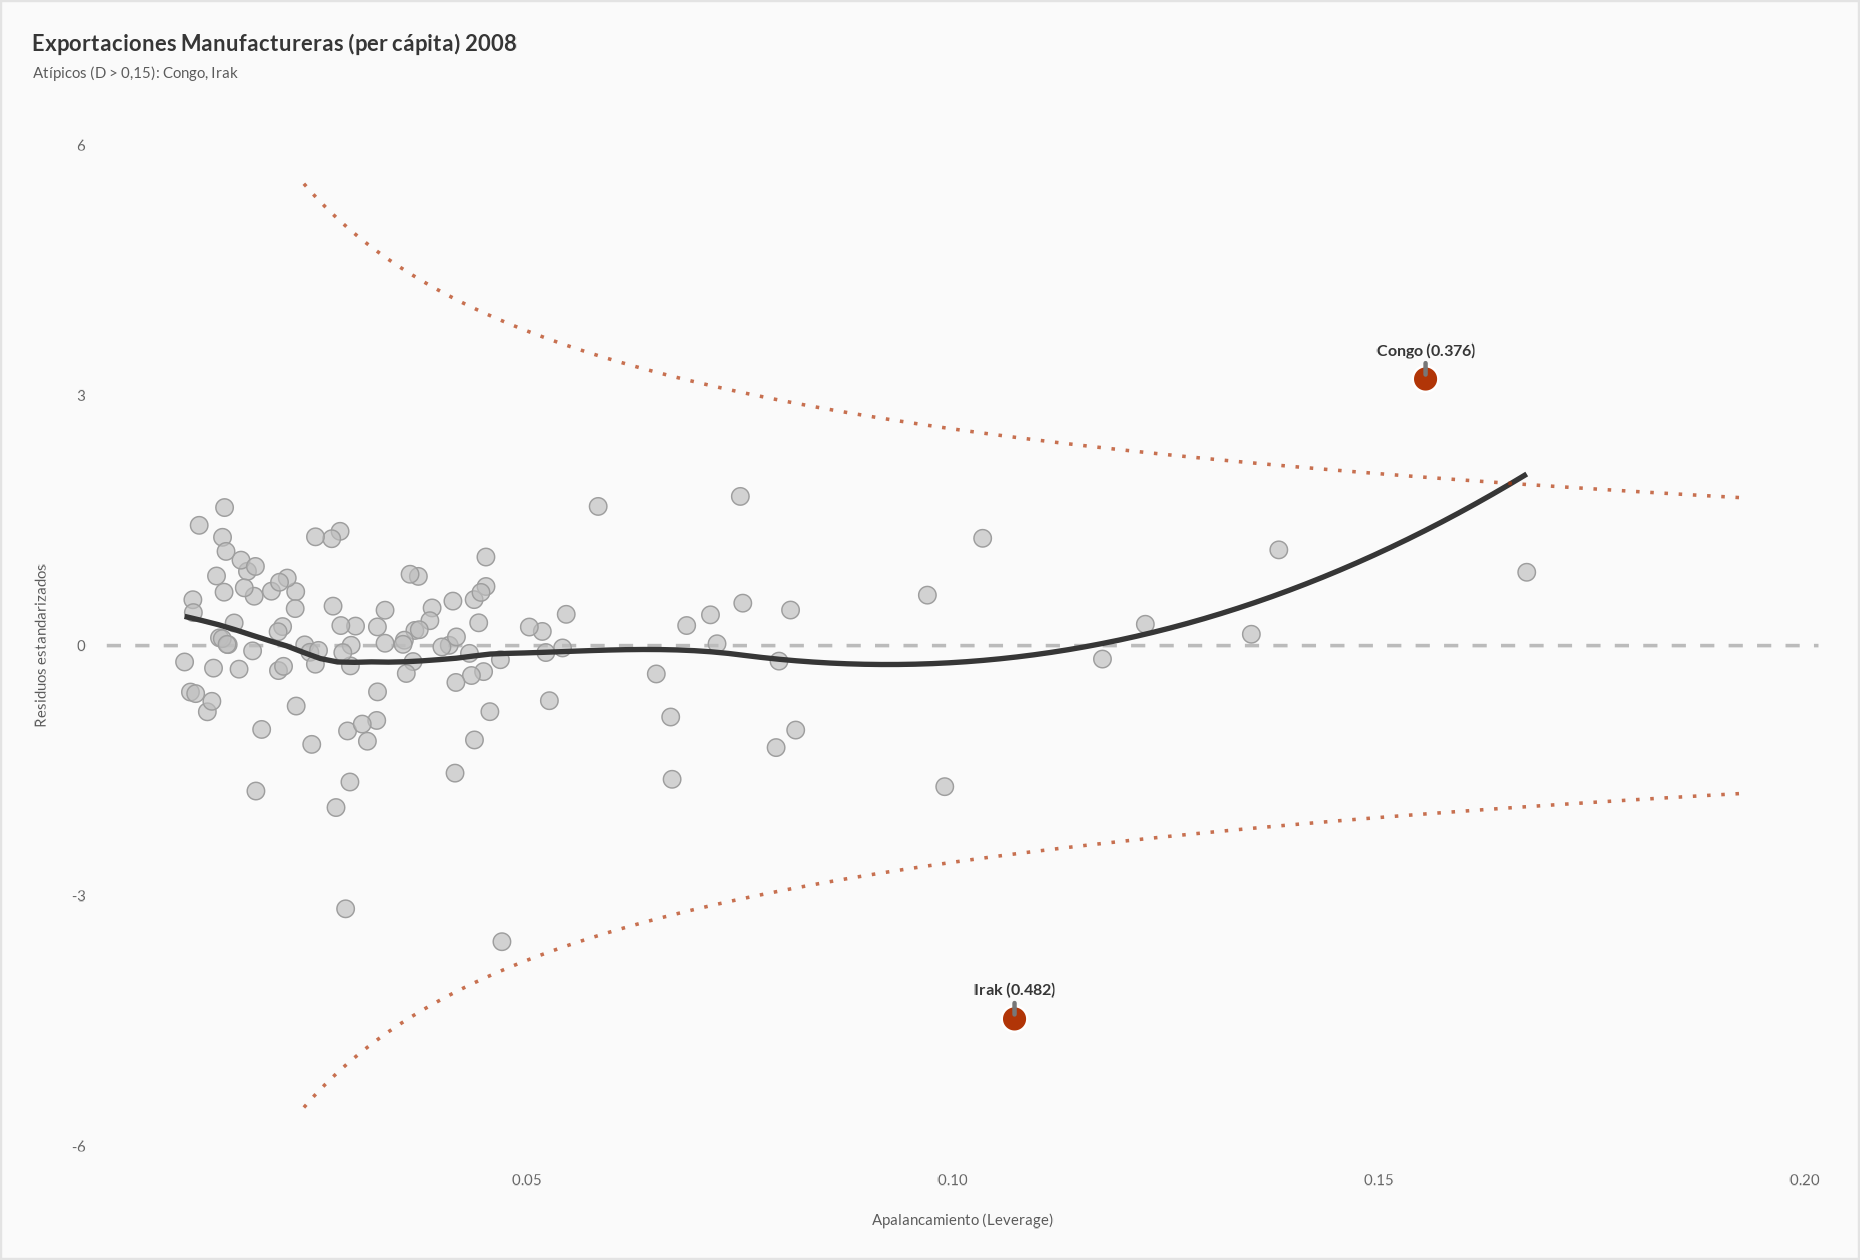 Exportaciones Manufactureras (per cápita) 2008
Atípicos (D > 0,15): Congo, Irak
6
3
0
-3
-6
Residuos estandarizados
Congo (0.376)
Irak (0.482)
0.05 0.10 0.15 0.20
Apalancamiento (Leverage)